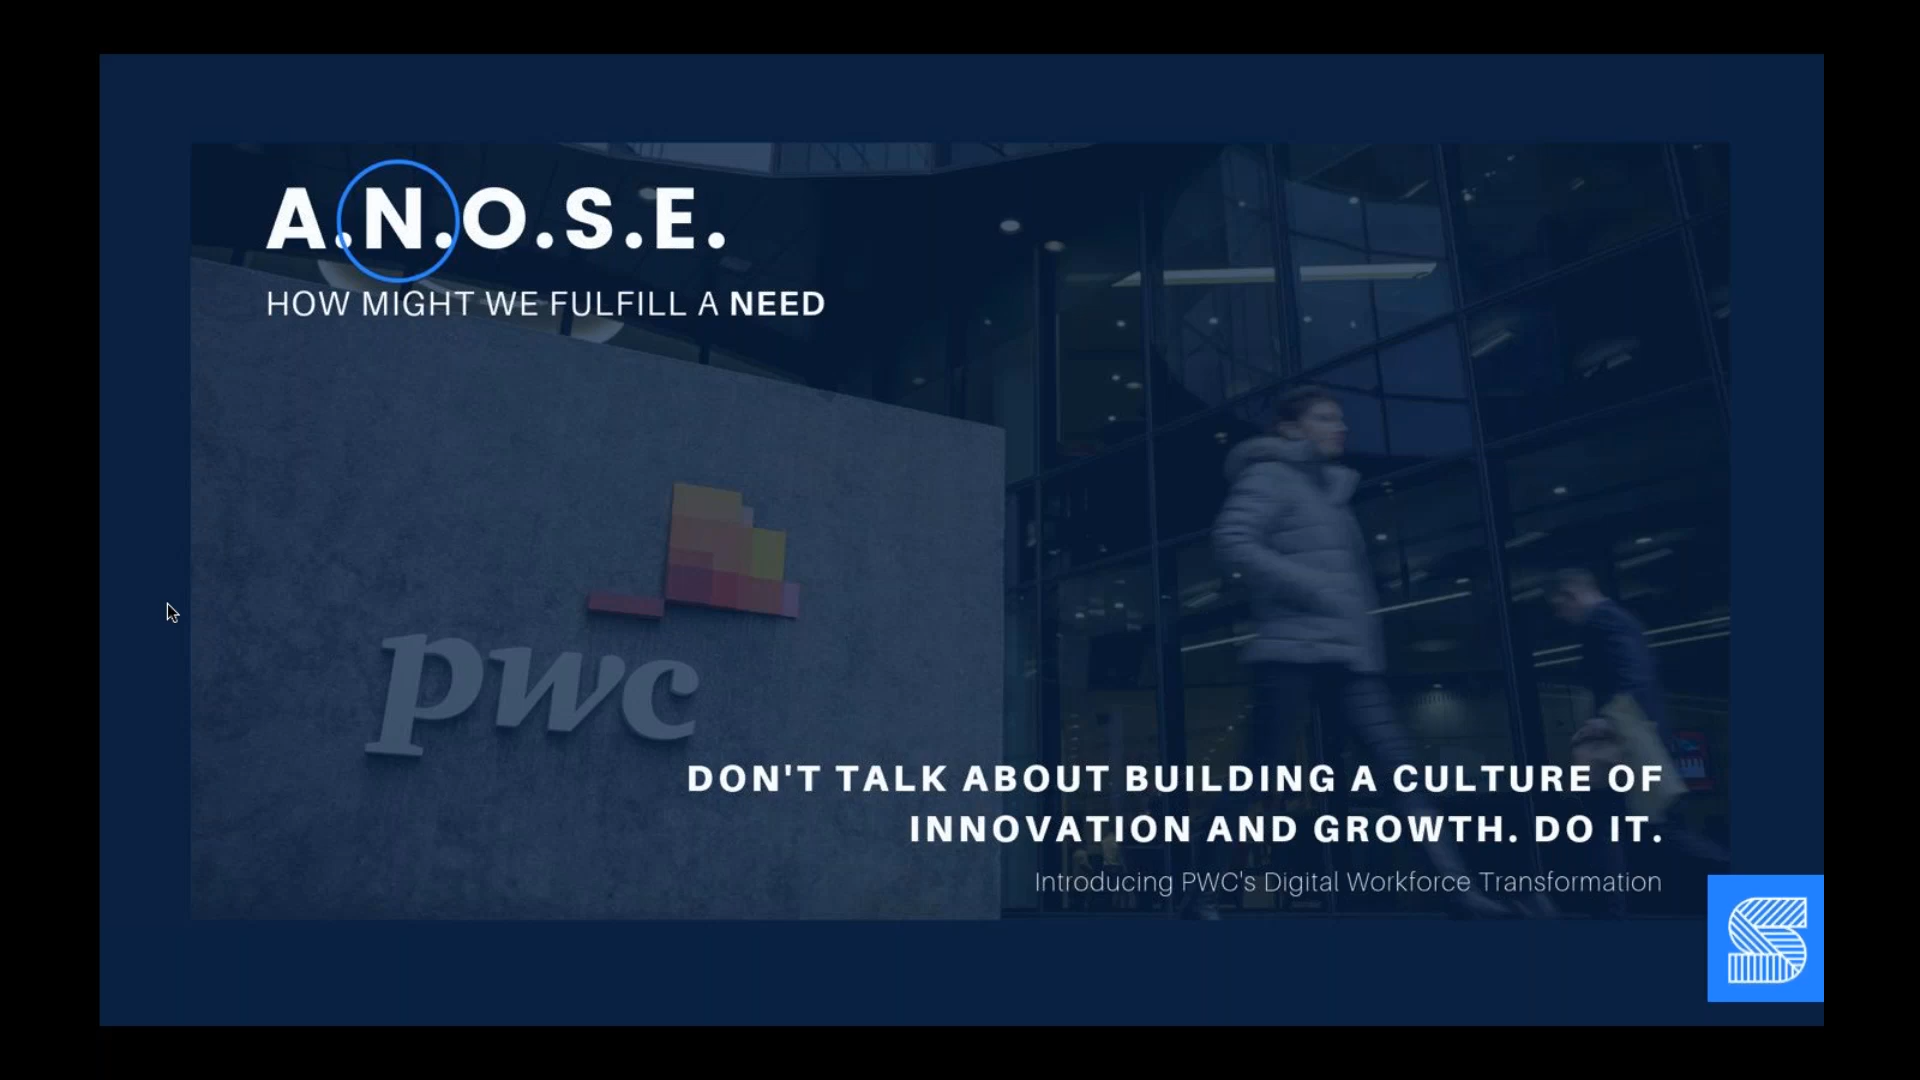 A.N.O.S.E.
HOW MIGHT WE FULFILL A NEED
pwc
DON'T TALK ABOUT BUILDING A CULTURE OF
INNOVATION AND GROWTH. DO IT.
Introducing PWC's Digital Workforce Transformation
S